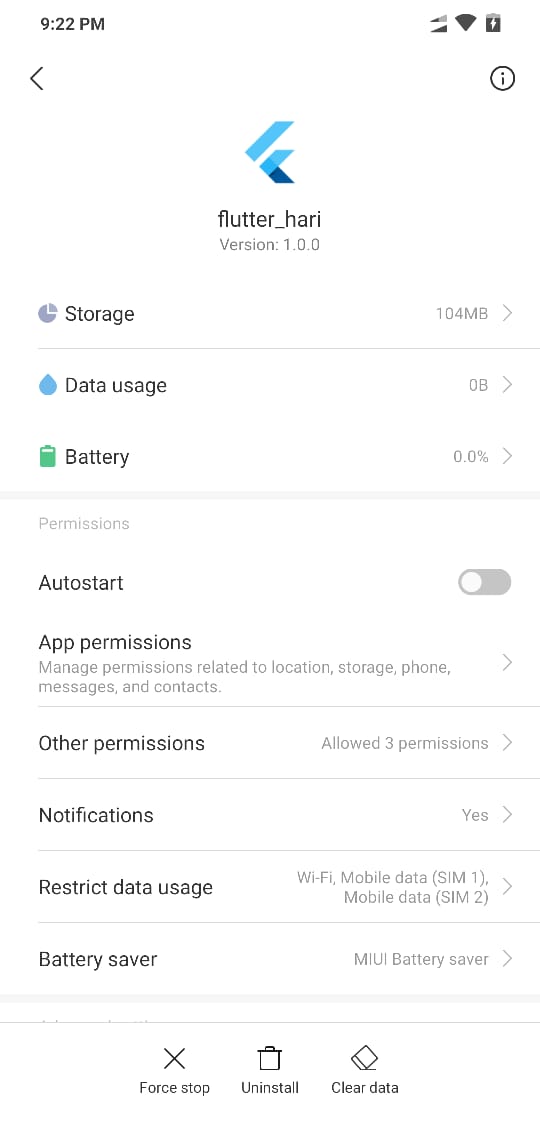 9:22 PM
flutter_hari
Version: 1.0.0
Storage 104MB
Data usage 0B
Battery 0.0%
Permissions
Autostart
App permissions
Manage permissions related to location, storage, phone,
messages, and contacts.
Other permissions Allowed 3 permissions
Notifications Yes
Restrict data usage Wi-Fi, Mobile data (SIM 1),
Mobile data (SIM 2)
Battery saver MIUI Battery saver
Force stop Uninstall Clear data